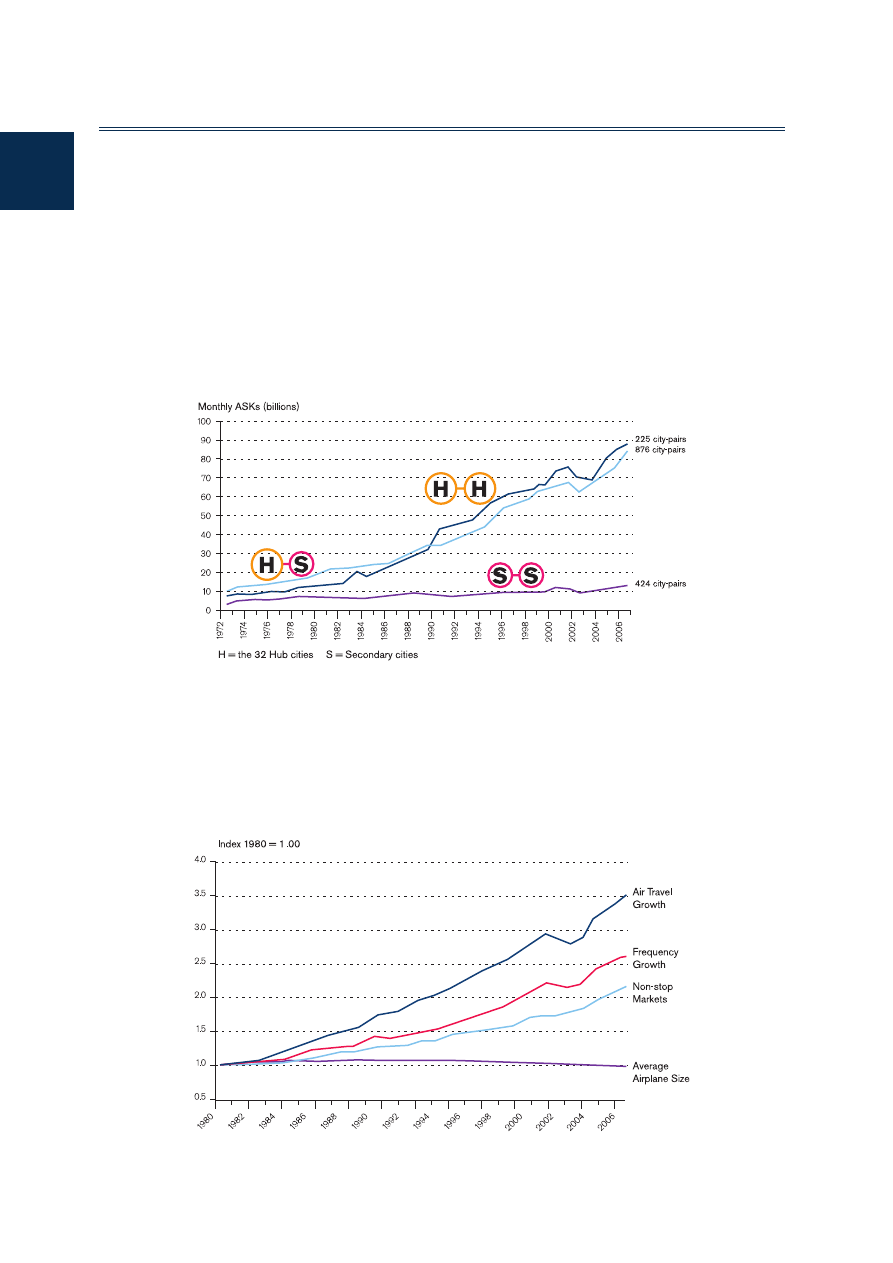 Monthly ASKs (billions)
100
90
80
70
60
50
40
30
20
10
0
225 city-pairs
876 city-pairs
424 city-pairs
H H
H S
S S
1972 1974 1976 1978 1980 1982 1984 1986 1988 1990 1992 1994 1996 1998 2000 2002 2004 2006
H = the 32 Hub cities S = Secondary cities
Index 1980 = 1.00
4.0
3.5
3.0
2.5
2.0
1.5
1.0
0.5
Air Travel
Growth
Frequency
Growth
Non-stop
Markets
Average
Airplane Size
1980 1982 1984 1986 1988 1990 1992 1994 1996 1998 2000 2002 2004 2006